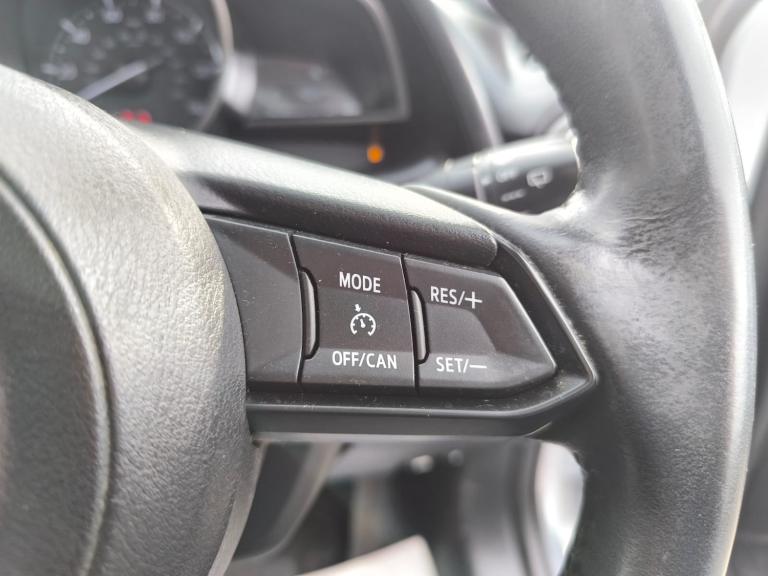 MODE
OFF/CAN
RES/+
SET/—